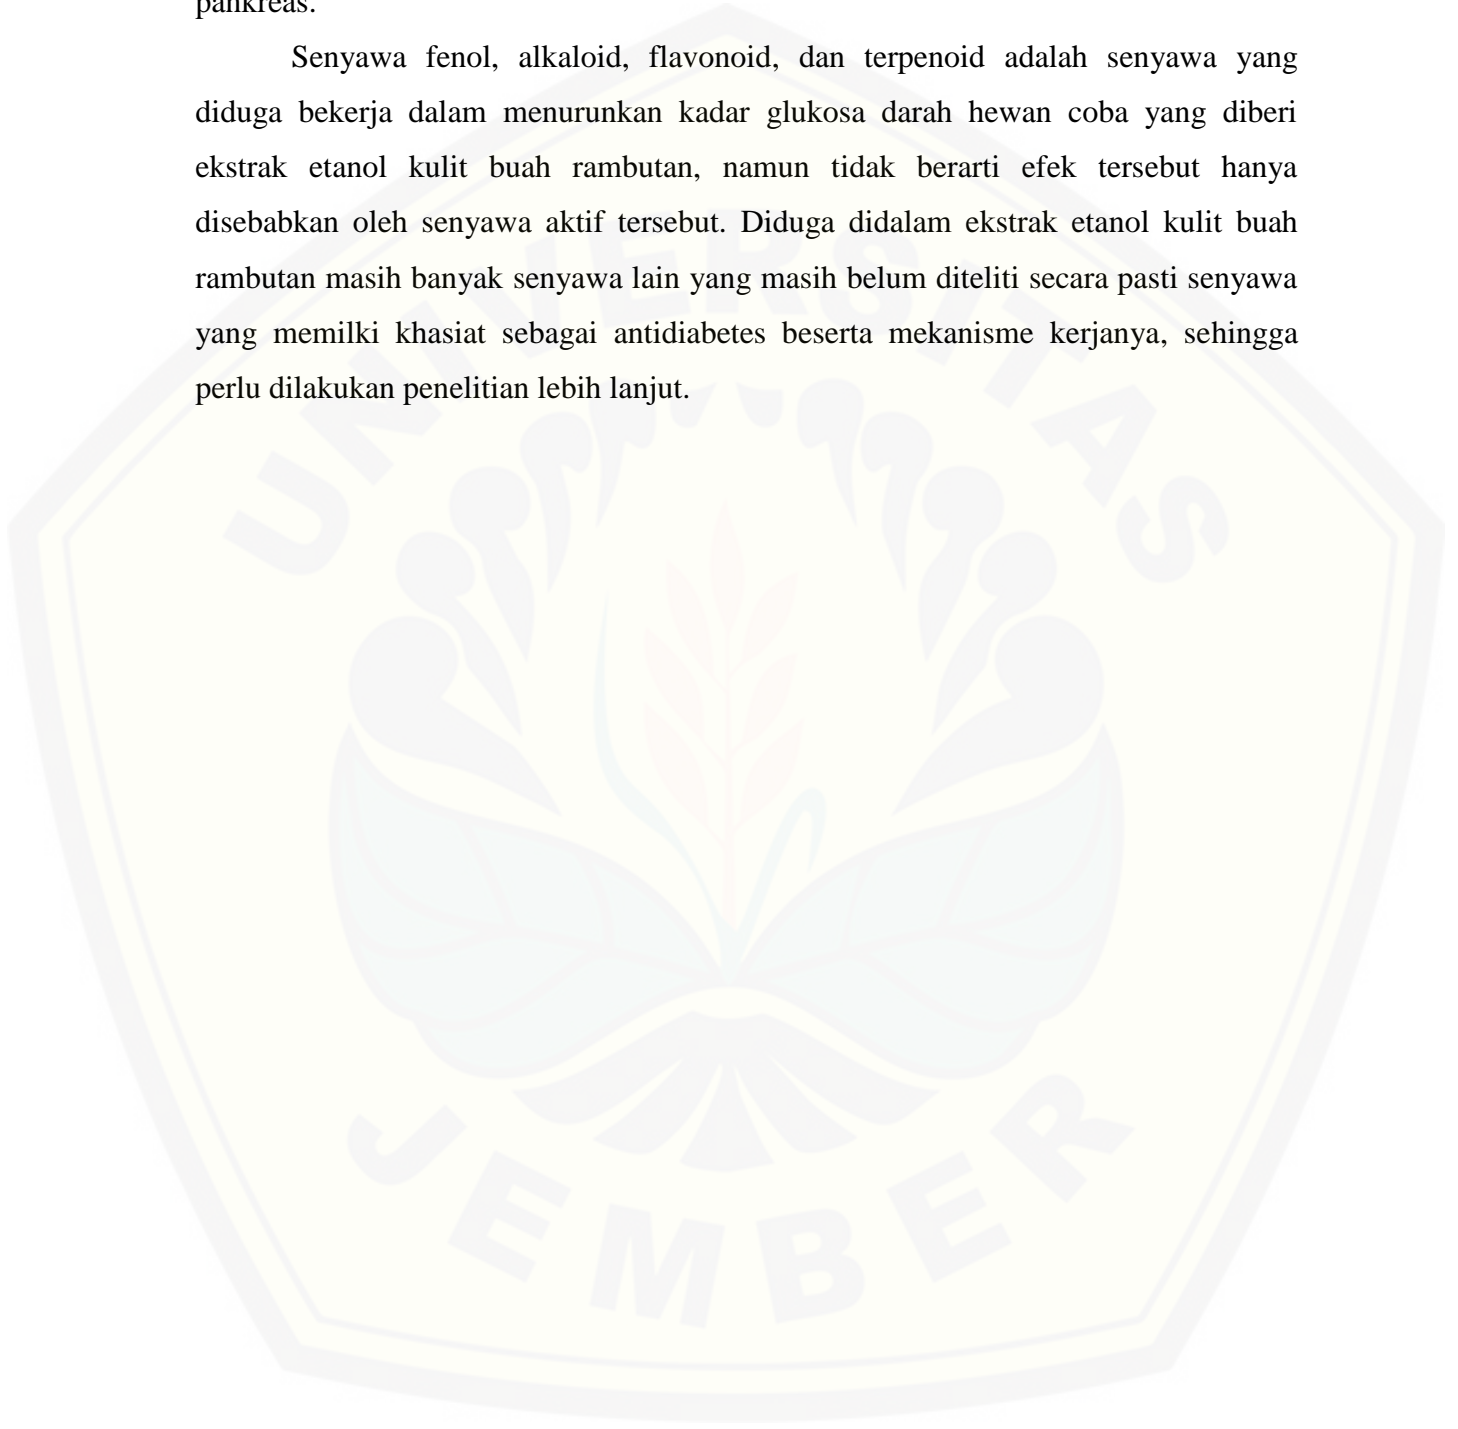 pankreas.
Senyawa fenol, alkaloid, flavonoid, dan terpenoid adalah senyawa yang
diduga bekerja dalam menurunkan kadar glukosa darah hewan coba yang diberi
ekstrak etanol kulit buah rambutan, namun tidak berarti efek tersebut hanya
disebabkan oleh senyawa aktif tersebut. Diduga didalam ekstrak etanol kulit buah
rambutan masih banyak senyawa lain yang masih belum diteliti secara pasti senyawa
yang memilki khasiat sebagai antidiabetes beserta mekanisme kerjanya, sehingga
perlu dilakukan penelitian lebih lanjut.
UNIVERSITAS
JEMBER